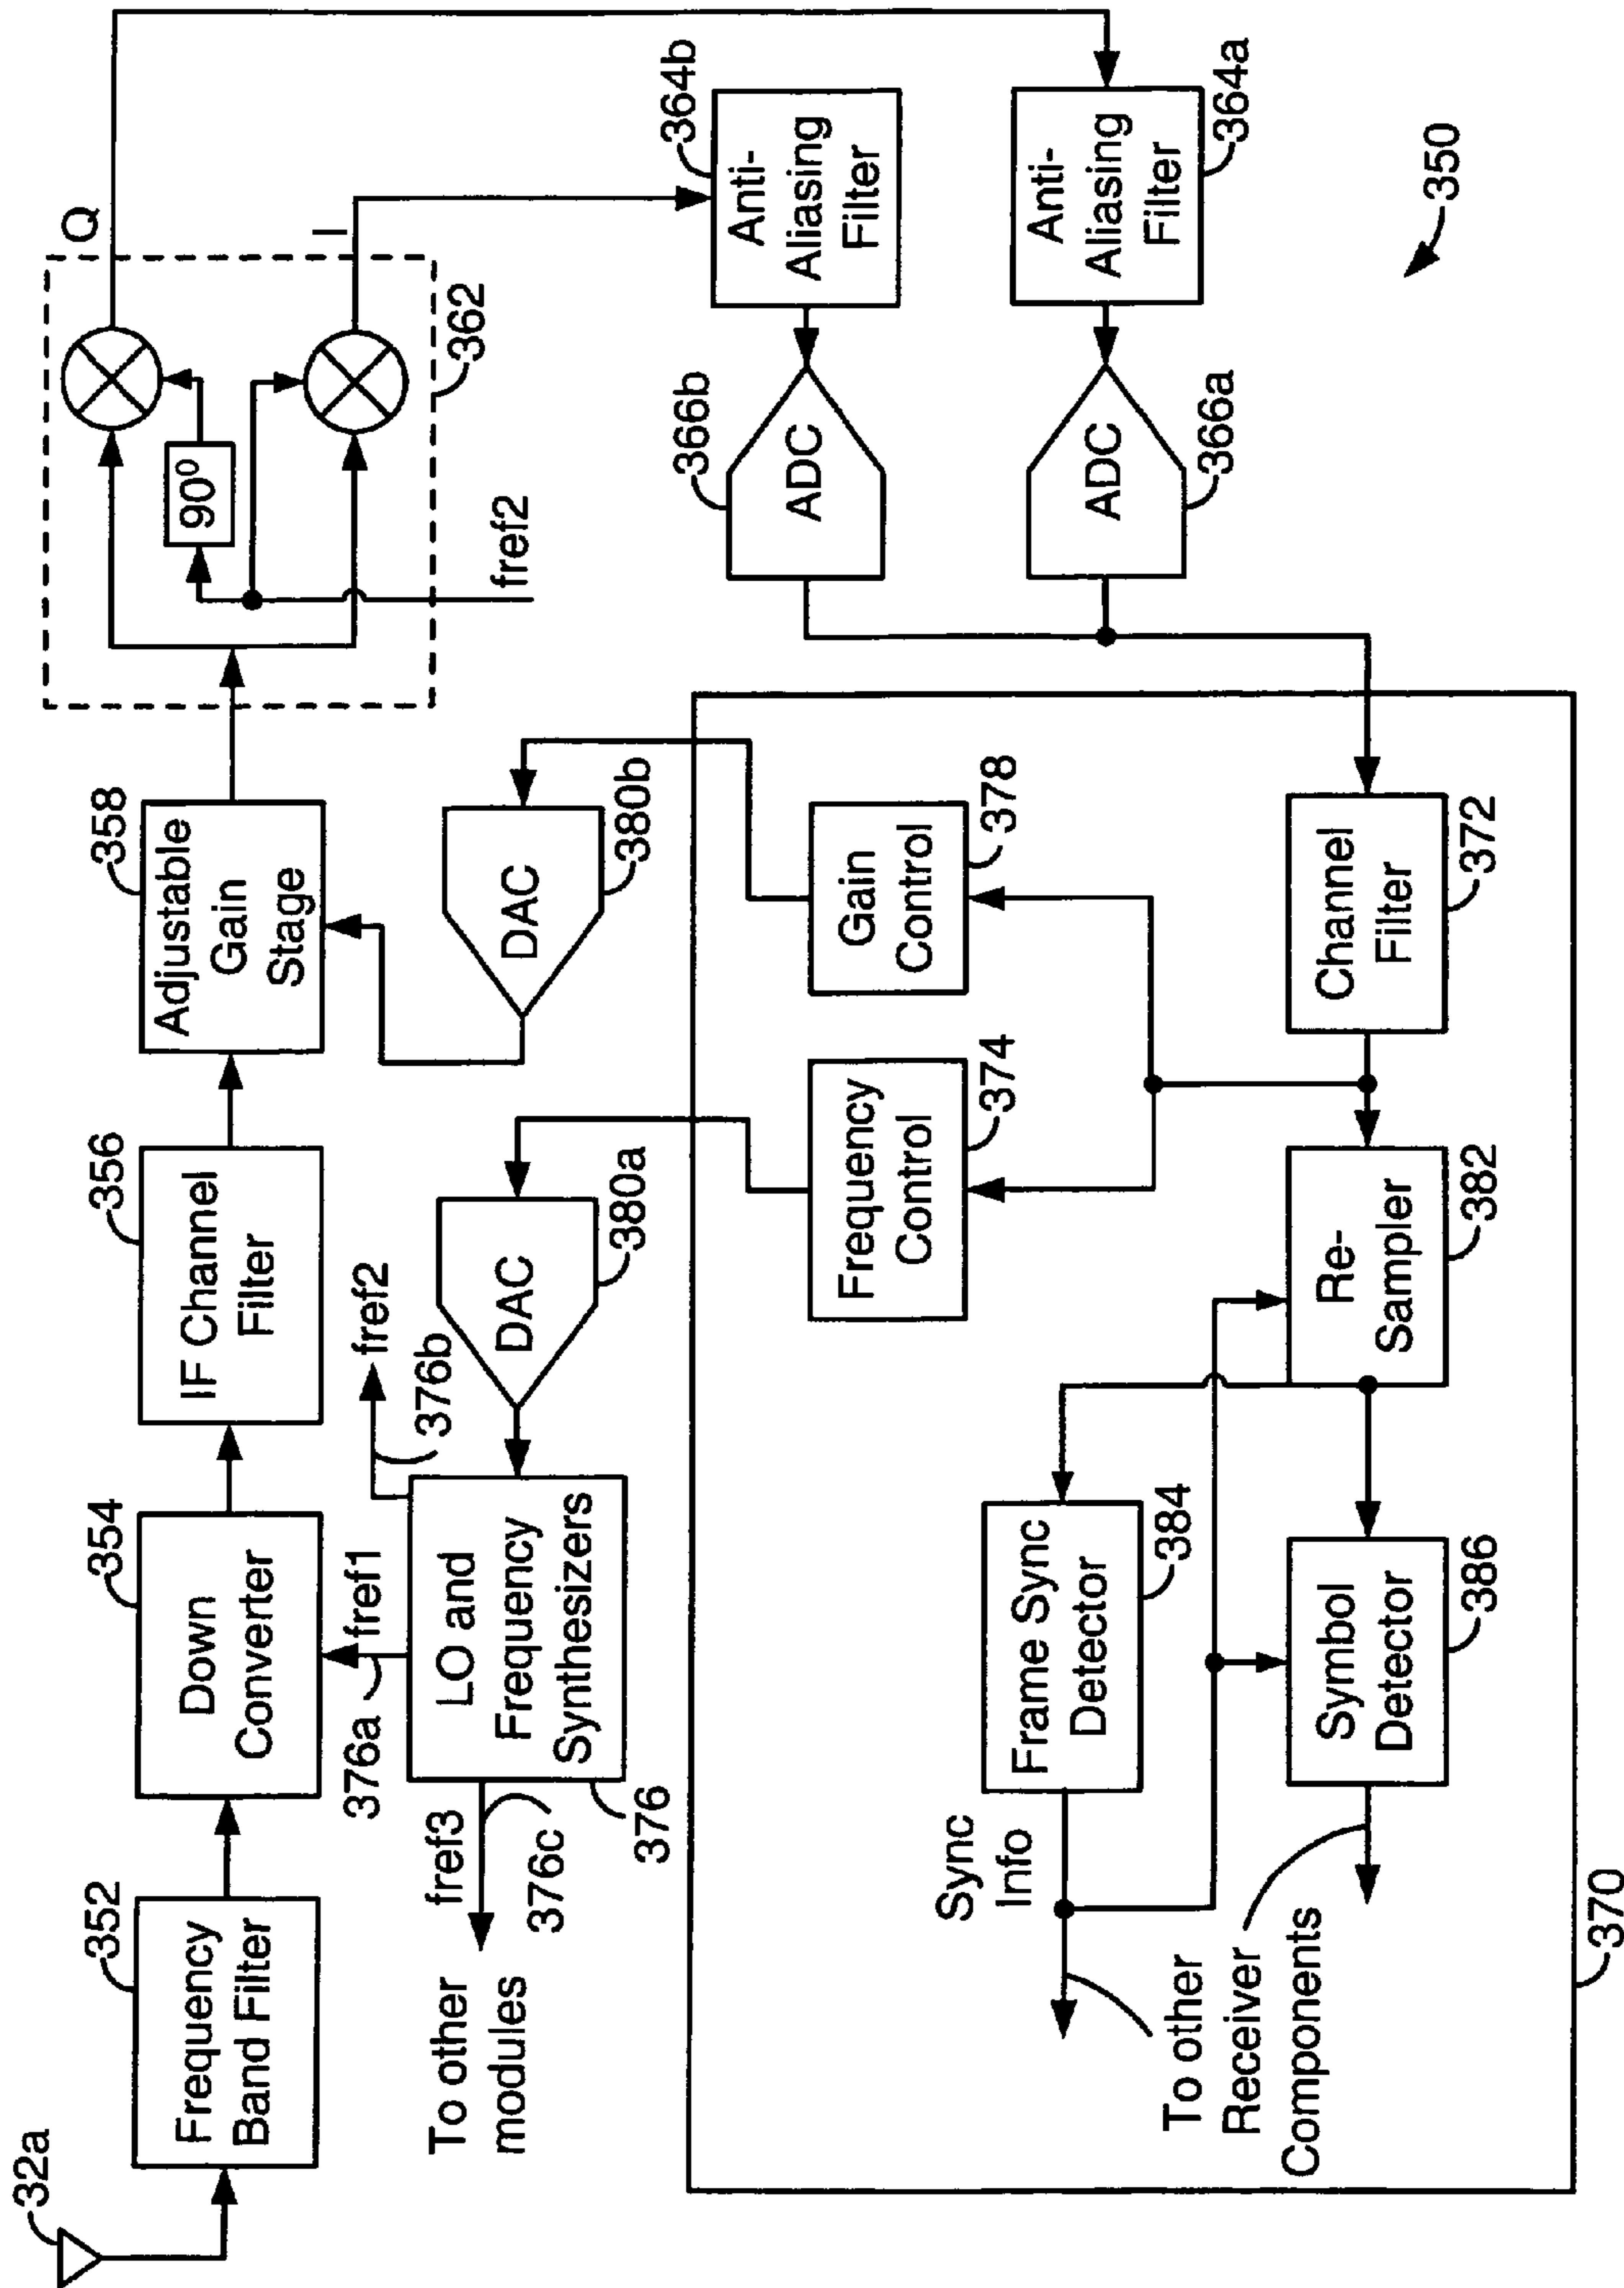 32a
352
Frequency
Band Filter
354
Down
Converter
356
IF Channel
Filter
358
Adjustable
Gain
Stage
90⁰
Q
I
362
fref2
376a
fref1
376b
fref2
LO and
Frequency
Synthesizers
376
fref3
376c
To other
modules
DAC
380a
DAC
380b
366b
ADC
364b
Anti-
Aliasing
Filter
366a
ADC
364a
Anti-
Aliasing
Filter
Frequency
Control
374
Gain
Control
378
Sync
Info
Frame Sync
Detector
384
To other
Receiver
Components
Symbol
Detector
386
Re-
Sampler
382
Channel
Filter
372
370
350